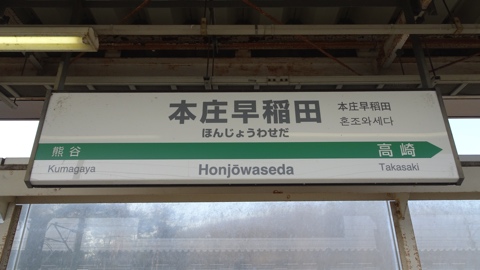 本庄早稲田
本庄早稻田
혼조와세다
ほんじょうわせだ
熊谷
高崎
Kumagaya
Honjōwaseda
Takasaki